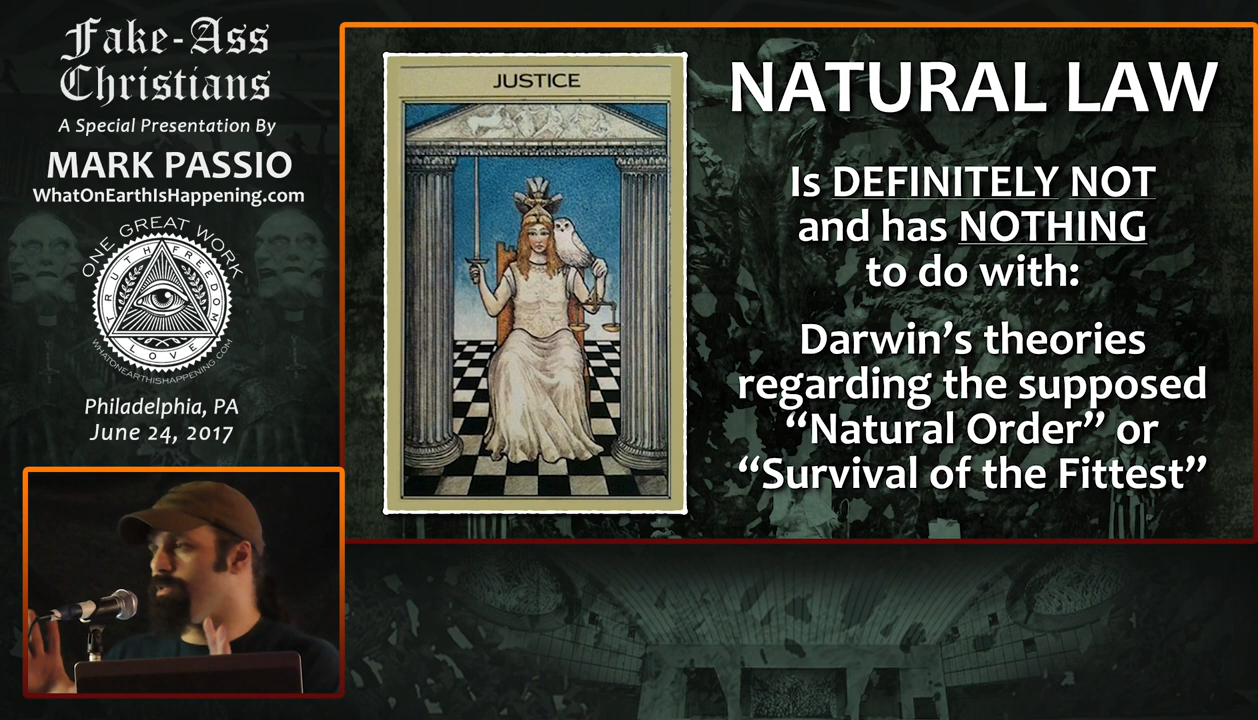 Fake-Ass
Christians
A Special Presentation By
MARK PASSIO
WhatOnEarthIsHappening.com
ONE GREAT WORK
TRUTH
FREEDOM
LOVE
WHATONEARTHISHAPPENING.COM
Philadelphia, PA
June 24, 2017
JUSTICE
NATURAL LAW
Is DEFINITELY NOT
and has NOTHING
to do with:
Darwin’s theories
regarding the supposed
“Natural Order” or
“Survival of the Fittest”